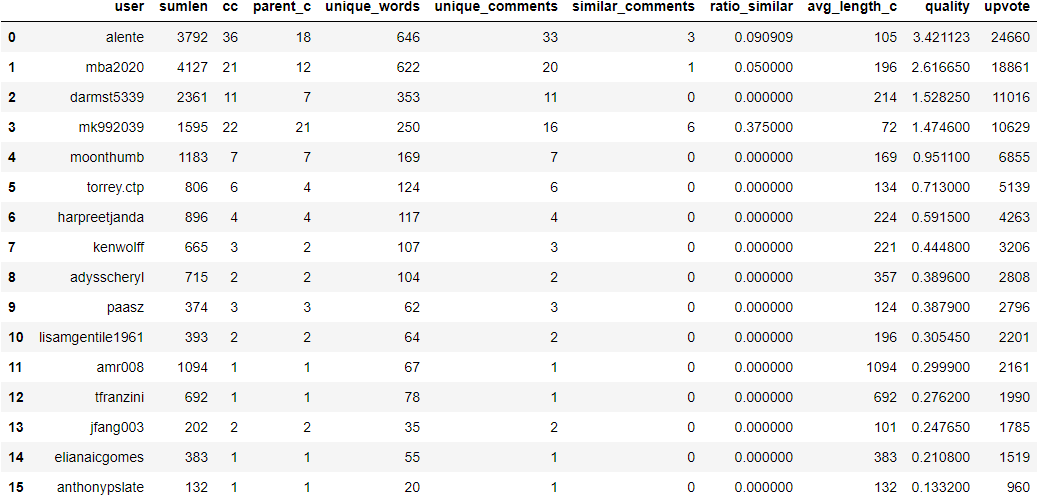 user sumlen cc parent_c unique_words unique_comments similar_comments ratio_similar avg_length_c quality upvote
0 alente 3792 36 18 646 33 3 0.090909 105 3.421123 24660
1 mba2020 4127 21 12 622 20 1 0.050000 196 2.616650 18861
2 darmst5339 2361 11 7 353 11 0 0.000000 214 1.528250 11016
3 mk992039 1595 22 21 250 16 6 0.375000 72 1.474600 10629
4 moonthumb 1183 7 7 169 7 0 0.000000 169 0.951100 6855
5 torrey.ctp 806 6 4 124 6 0 0.000000 134 0.713000 5139
6 harpreetjanda 896 4 4 117 4 0 0.000000 224 0.591500 4263
7 kenwolff 665 3 2 107 3 0 0.000000 221 0.444800 3206
8 adysscheryl 715 2 2 104 2 0 0.000000 357 0.389600 2808
9 paasz 374 3 3 62 3 0 0.000000 124 0.387900 2796
10 lisamgentile1961 393 2 2 64 2 0 0.000000 196 0.305450 2201
11 amr008 1094 1 1 67 1 0 0.000000 1094 0.299900 2161
12 tfranzini 692 1 1 78 1 0 0.000000 692 0.276200 1990
13 jfang003 202 2 2 35 2 0 0.000000 101 0.247650 1785
14 elianaicgomes 383 1 1 55 1 0 0.000000 383 0.210800 1519
15 anthonypslate 132 1 1 20 1 0 0.000000 132 0.133200 960